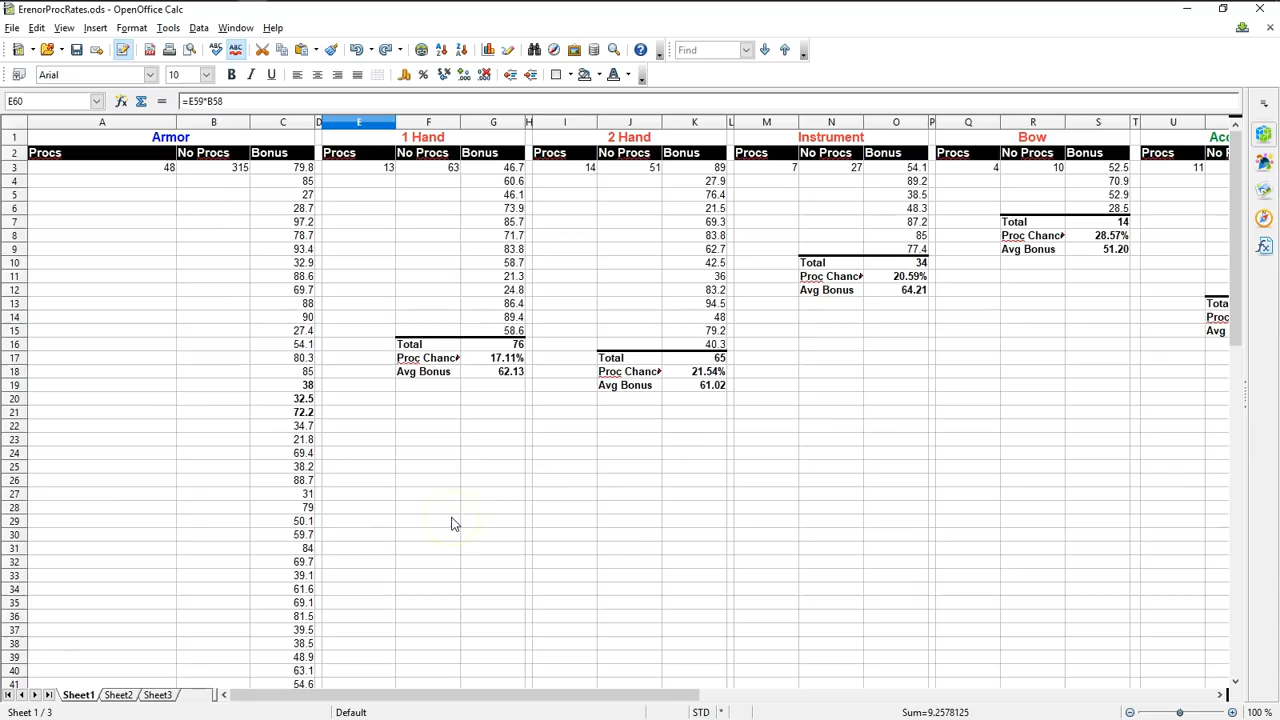 ErenorProcRates.ods - OpenOffice Calc
File Edit View Insert Format Tools Data Window Help
Find
Arial 10
E60 =E59*B58
A B C D E F G H I J K L M N O P Q R S T U
1 Armor 1 Hand 2 Hand Instrument Bow Acc
2 Procs No Procs Bonus Procs No Procs Bonus Procs No Procs Bonus Procs No Procs Bonus Procs No Procs Bonus Procs No P
3 48 315 79.8 13 63 46.7 14 51 89 7 27 54.1 4 10 52.5 11
4 85 60.6 27.9 89.2 70.9
5 27 46.1 76.4 38.5 52.9
6 28.7 73.9 21.5 48.3 28.5
7 97.2 85.7 69.3 87.2 Total 14
8 78.7 71.7 83.8 85 Proc Chanc 28.57%
9 93.4 83.8 62.7 77.4 Avg Bonus 51.20
10 32.9 58.7 42.5 Total 34
11 88.6 21.3 36 Proc Chanc 20.59%
12 69.7 24.8 83.2 Avg Bonus 64.21
13 88 86.4 94.5 Tota
14 90 89.4 48 Proc
15 27.4 58.6 79.2 Avg
16 54.1 Total 76 40.3
17 80.3 Proc Chanc 17.11% Total 65
18 85 Avg Bonus 62.13 Proc Chanc 21.54%
19 38 Avg Bonus 61.02
20 32.5
21 72.2
22 34.7
23 21.8
24 69.4
25 38.2
26 88.7
27 31
28 79
29 50.1
30 59.7
31 84
32 69.7
33 39.1
34 61.6
35 69.1
36 81.5
37 39.5
38 38.5
39 48.9
40 63.1
41 54.6
Sheet1 Sheet2 Sheet3
Sheet 1 / 3 Default STD * Sum=9.2578125 100 %